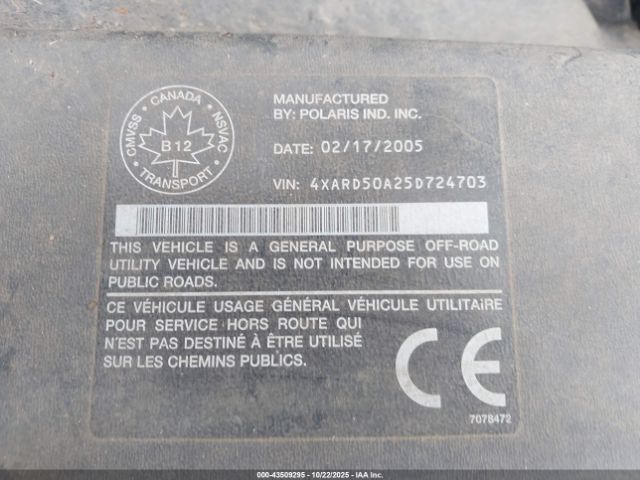 CANADA
CMVSS
NSVAC
B 12
TRANSPORT
MANUFACTURED
BY: POLARIS IND. INC.
DATE: 02/17/2005
VIN: 4XARD50A25D724703
THIS VEHICLE IS A GENERAL PURPOSE OFF-ROAD
UTILITY VEHICLE AND IS NOT INTENDED FOR USE ON
PUBLIC ROADS.
CE VÉHICULE USAGE GÉNÉRAL VÉHICULE UTILITAiRE
POUR SERVICE HORS ROUTE QUI
N'EST PAS DESTINÉ À ÊTRE UTILISÉ
SUR LES CHEMINS PUBLICS.
CE
7078472
000-43509295 - 10/22/2025 - IAA Inc.